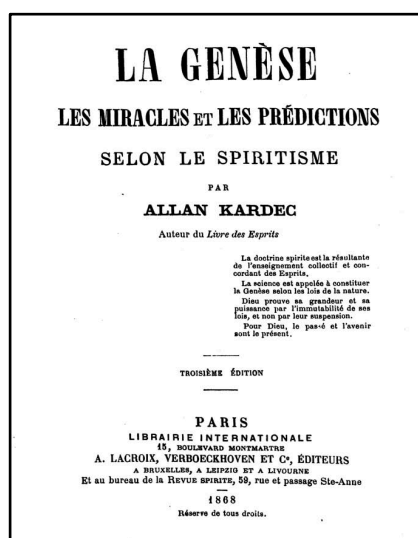 LA GENÈSE
LES MIRACLES ET LES PRÉDICTIONS
SELON LE SPIRITISME
PAR
ALLAN KARDEC
Auteur du Livre des Esprits
La doctrine spirite est la résultante
de l'enseignement collectif et con-
cordant des Esprits.
La science est appelée à constituer
la Genèse selon les lois de la nature.
Dieu prouve sa grandeur et sa
puissance par l'immutabilité de ses
lois, et non par leur suspension.
Pour Dieu, le passé et l'avenir
sont le présent.
TROISIÈME ÉDITION
PARIS
LIBRAIRIE INTERNATIONALE
15, BOULEVARD MONTMARTRE
A. LACROIX, VERBOECKHOVEN ET Cᵉ, ÉDITEURS
A BRUXELLES, A LEIPZIG ET A LIVOURNE
Et au bureau de la REVUE SPIRITE, 59, rue et passage Ste-Anne
1868
Réserve de tous droits.